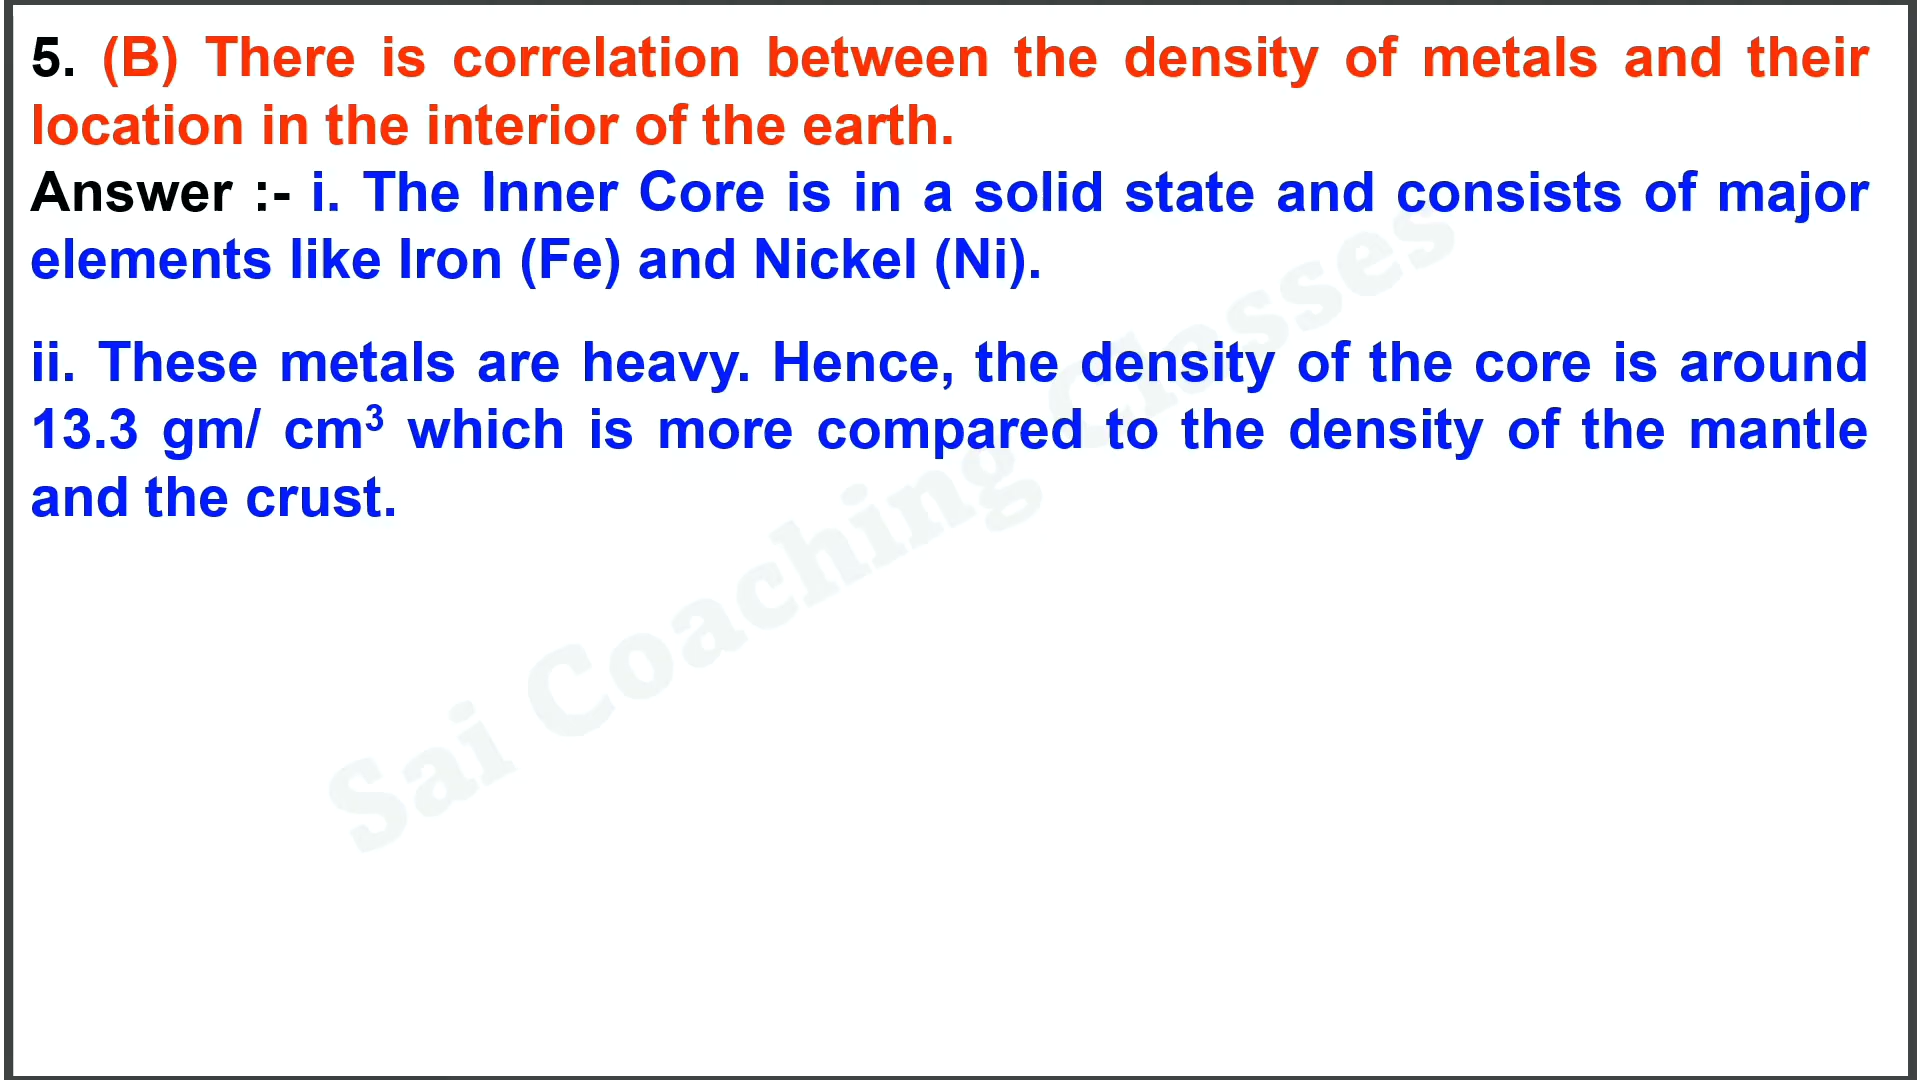 5. (B) There is correlation between the density of metals and their
location in the interior of the earth.
Answer :- i. The Inner Core is in a solid state and consists of major
elements like Iron (Fe) and Nickel (Ni).
ii. These metals are heavy. Hence, the density of the core is around
13.3 gm/ cm³ which is more compared to the density of the mantle
and the crust.
Sai Coaching Classes